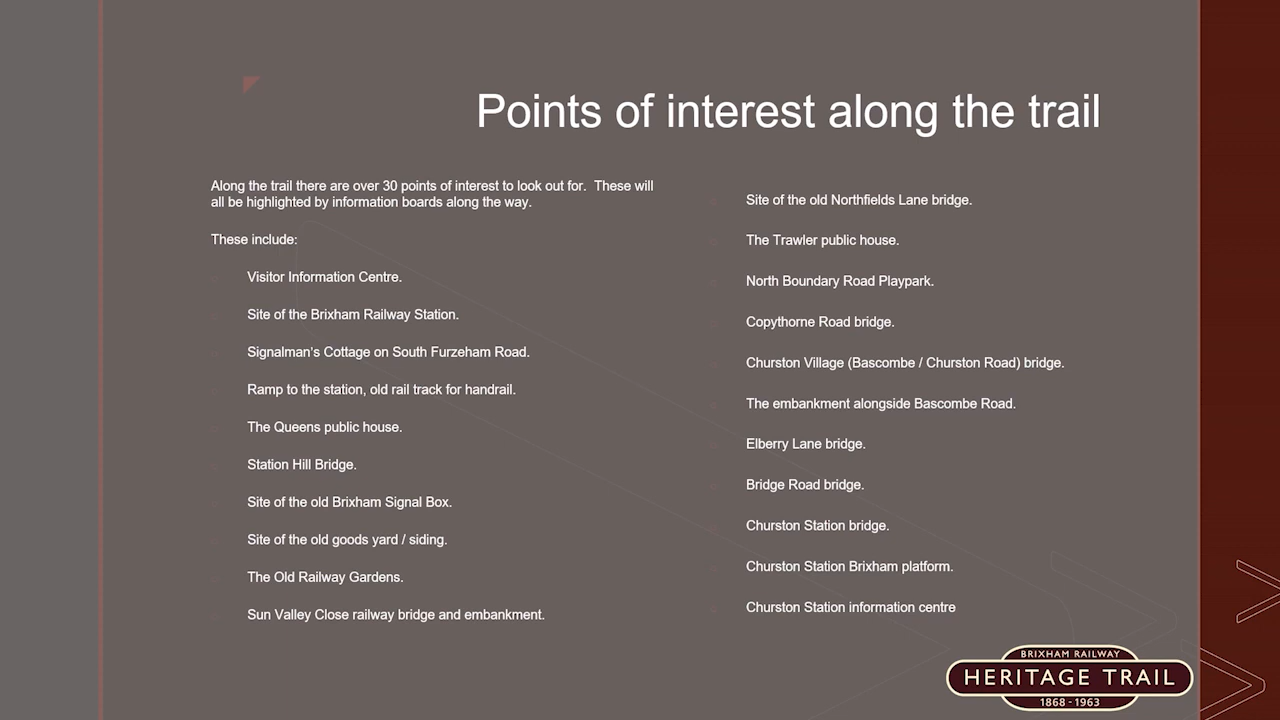 Points of interest along the trail
Along the trail there are over 30 points of interest to look out for.  These will
all be highlighted by information boards along the way.
These include:
Visitor Information Centre.
Site of the Brixham Railway Station.
Signalman's Cottage on South Furzeham Road.
Ramp to the station, old rail track for handrail.
The Queens public house.
Station Hill Bridge.
Site of the old Brixham Signal Box.
Site of the old goods yard / siding.
The Old Railway Gardens.
Sun Valley Close railway bridge and embankment.
Site of the old Northfields Lane bridge.
The Trawler public house.
North Boundary Road Playpark.
Copythorne Road bridge.
Churston Village (Bascombe / Churston Road) bridge.
The embankment alongside Bascombe Road.
Elberry Lane bridge.
Bridge Road bridge.
Churston Station bridge.
Churston Station Brixham platform.
Churston Station information centre
BRIXHAM RAILWAY
HERITAGE TRAIL
1868 - 1963